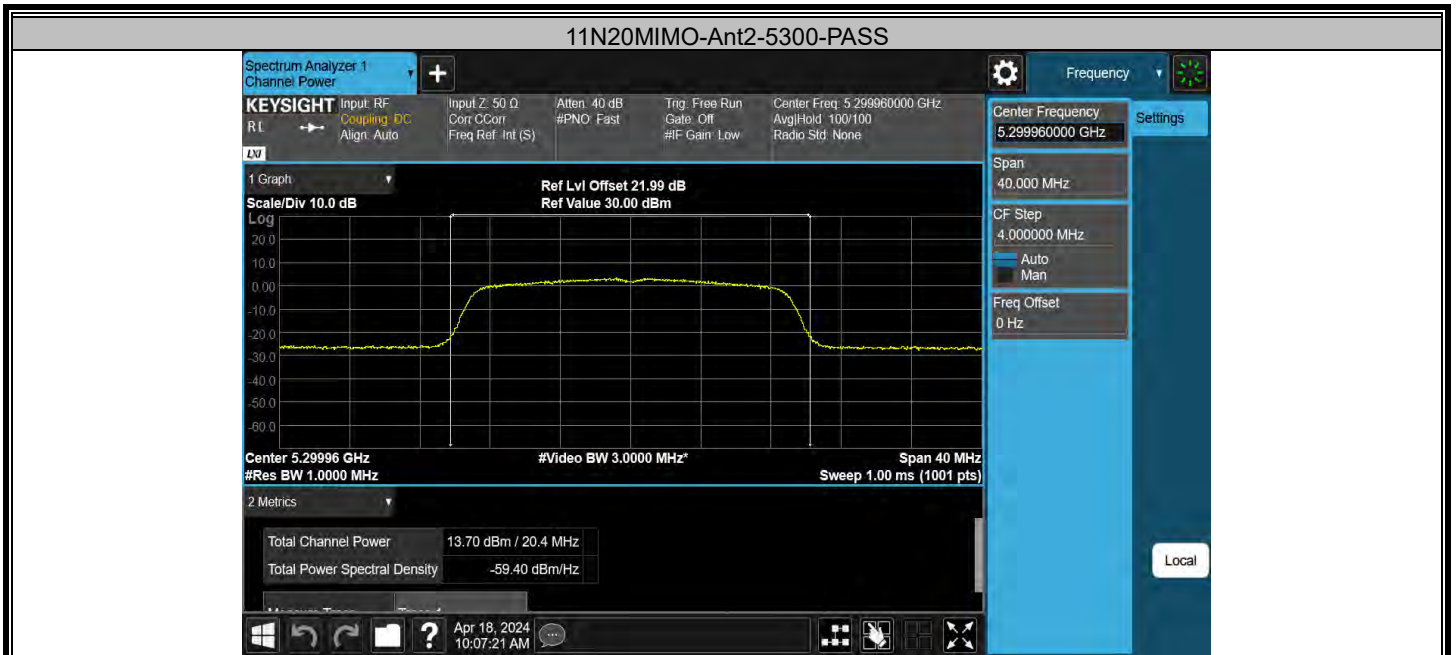 11N20MIMO-Ant2-5300-PASS
Spectrum Analyzer 1
Channel Power
+
Frequency
KEYSIGHT
RL
LXI
Input: RF
Coupling: DC
Align: Auto
Input Z: 50 Ω
Corr CCorr
Freq Ref: Int (S)
Atten: 40 dB
#PNO: Fast
Trig: Free Run
Gate: Off
#IF Gain: Low
Center Freq: 5.299960000 GHz
Avg|Hold: 100/100
Radio Std: None
Center Frequency
5.299960000 GHz
Settings
Span
40.000 MHz
CF Step
4.000000 MHz
Auto
Man
Freq Offset
0 Hz
1 Graph
Scale/Div 10.0 dB
Ref Lvl Offset 21.99 dB
Ref Value 30.00 dBm
Log
20.0
10.0
0.00
-10.0
-20.0
-30.0
-40.0
-50.0
-60.0
Center 5.29996 GHz
#Res BW 1.0000 MHz
#Video BW 3.0000 MHz*
Span 40 MHz
Sweep 1.00 ms (1001 pts)
2 Metrics
Total Channel Power 13.70 dBm / 20.4 MHz
Total Power Spectral Density -59.40 dBm/Hz
Local
?
Apr 18, 2024
10:07:21 AM